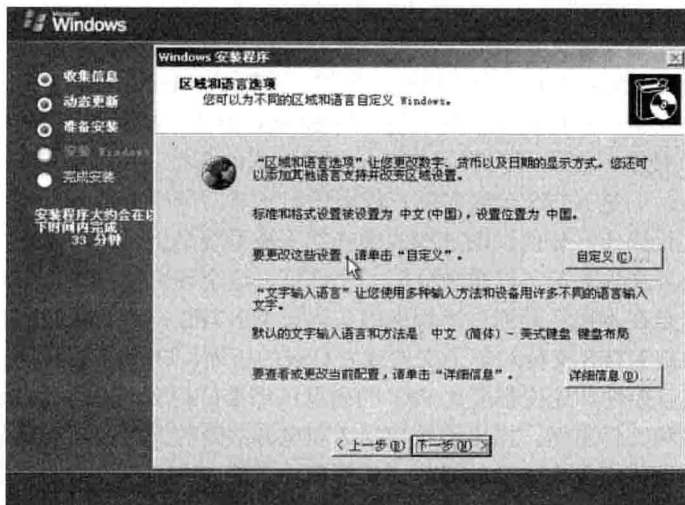 Microsoft
Windows
收集信息
动态更新
准备安装
安装 Windows
完成安装
安装程序大约会在以
下时间内完成
33 分钟
Windows 安装程序
区域和语言选项
您可以为不同的区域和语言自定义 Windows。
“区域和语言选项”让您更改数字、货币以及日期的显示方式。您还可
以添加其他语言支持并改变区域设置。
标准和格式设置被设置为 中文(中国)，设置位置为 中国。
要更改这些设置，请单击“自定义”。
自定义(C)...
“文字输入语言”让您使用多种输入方法和设备用许多不同的语言输入
文字。
默认的文字输入语言和方法是: 中文 (简体) - 美式键盘 键盘布局
要查看或更改当前配置，请单击“详细信息”。
详细信息(D)...
< 上一步(B)
下一步(N) >